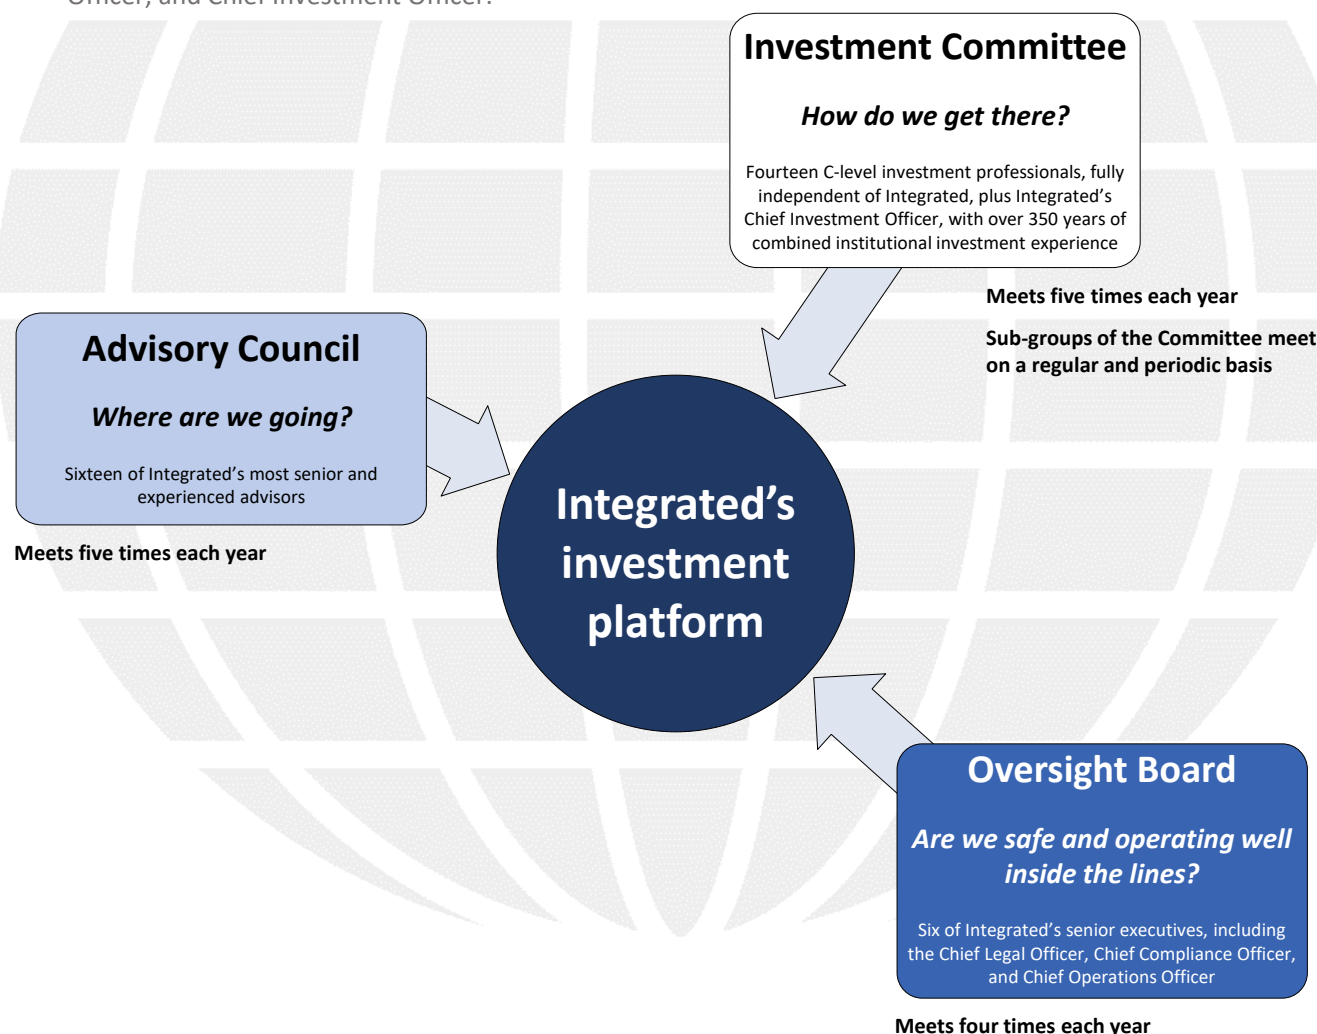 Officer, and Chief Investment Officer.
Investment Committee
How do we get there?
Fourteen C-level investment professionals, fully
independent of Integrated, plus Integrated’s
Chief Investment Officer, with over 350 years of
combined institutional investment experience
Meets five times each year
Sub-groups of the Committee meet
on a regular and periodic basis
Advisory Council
Where are we going?
Sixteen of Integrated’s most senior and
experienced advisors
Meets five times each year
Integrated’s
investment
platform
Oversight Board
Are we safe and operating well
inside the lines?
Six of Integrated’s senior executives, including
the Chief Legal Officer, Chief Compliance Officer,
and Chief Operations Officer
Meets four times each year